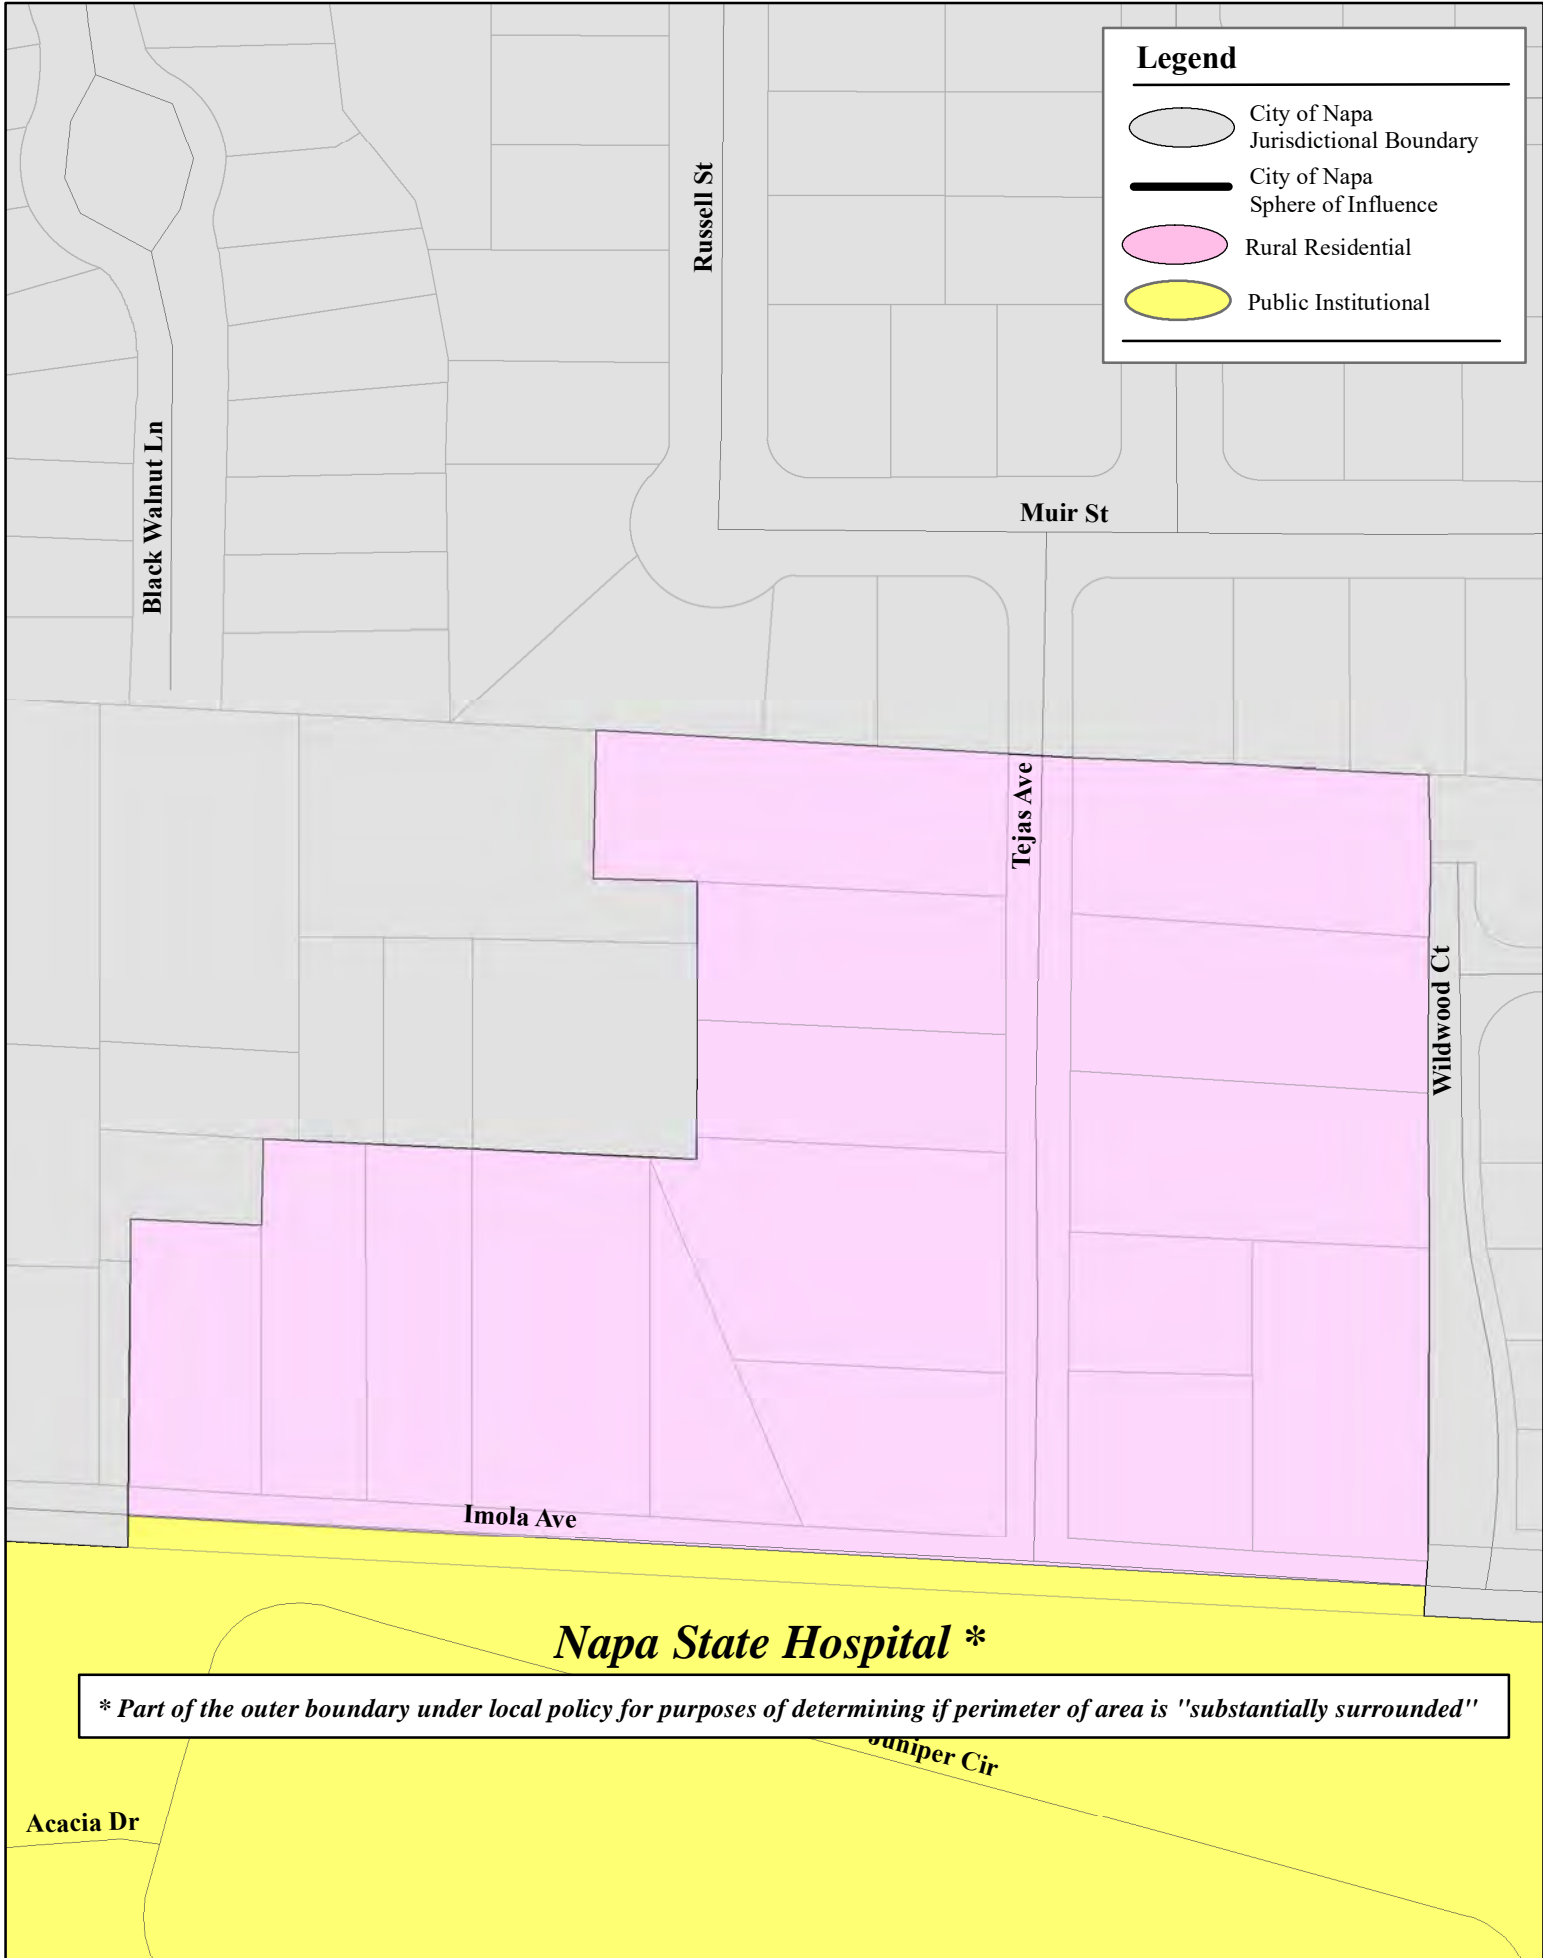 Legend
City of Napa
Jurisdictional Boundary
City of Napa
Sphere of Influence
Rural Residential
Public Institutional
Russell St
Black Walnut Ln
Muir St
Tejas Ave
Wildwood Ct
Imola Ave
Napa State Hospital *
* Part of the outer boundary under local policy for purposes of determining if perimeter of area is "substantially surrounded"
Juniper Cir
Acacia Dr